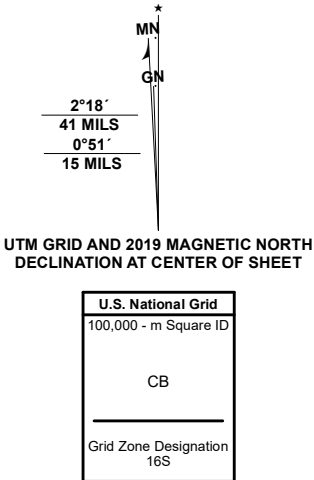 ★
MN
GN
2°18´
41 MILS
0°51´
15 MILS
UTM GRID AND 2019 MAGNETIC NORTH
DECLINATION AT CENTER OF SHEET
U.S. National Grid
100,000 - m Square ID
CB
Grid Zone Designation
16S